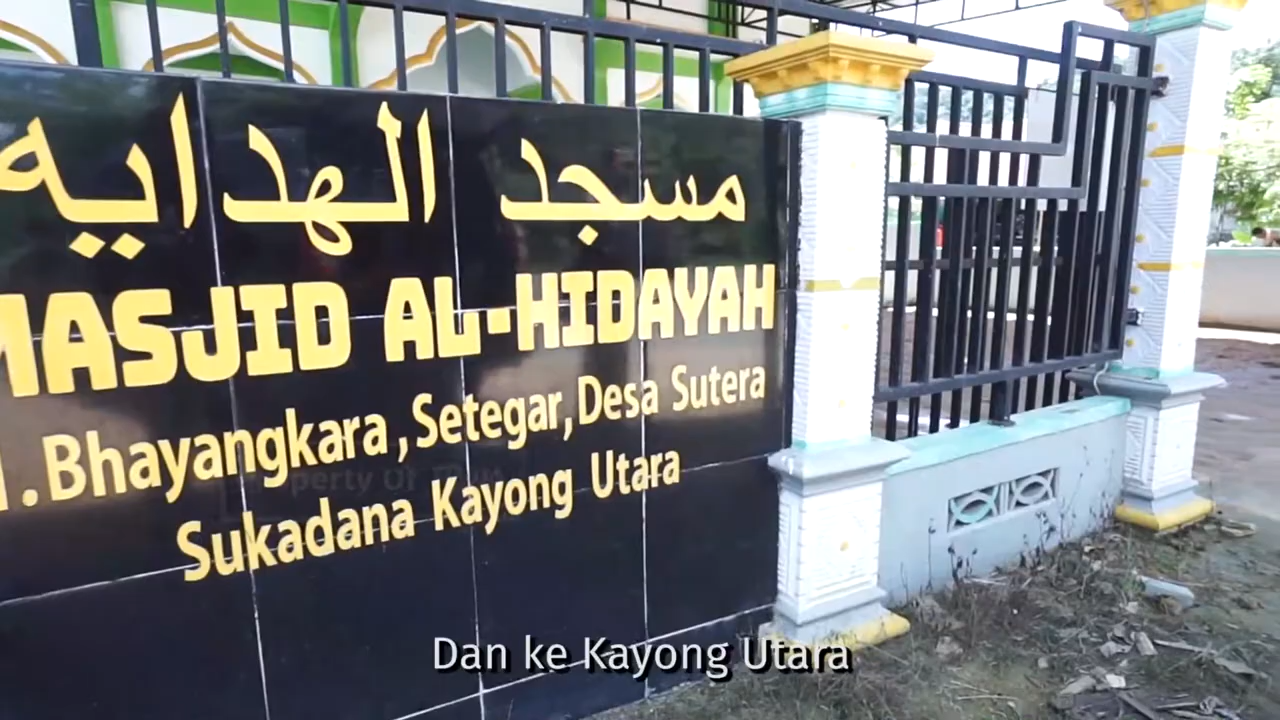 مسجد الهدايه
MASJID AL-HIDAYAH
l. Bhayangkara, Setegar, Desa Sutera
Sukadana Kayong Utara
Dan ke Kayong Utara